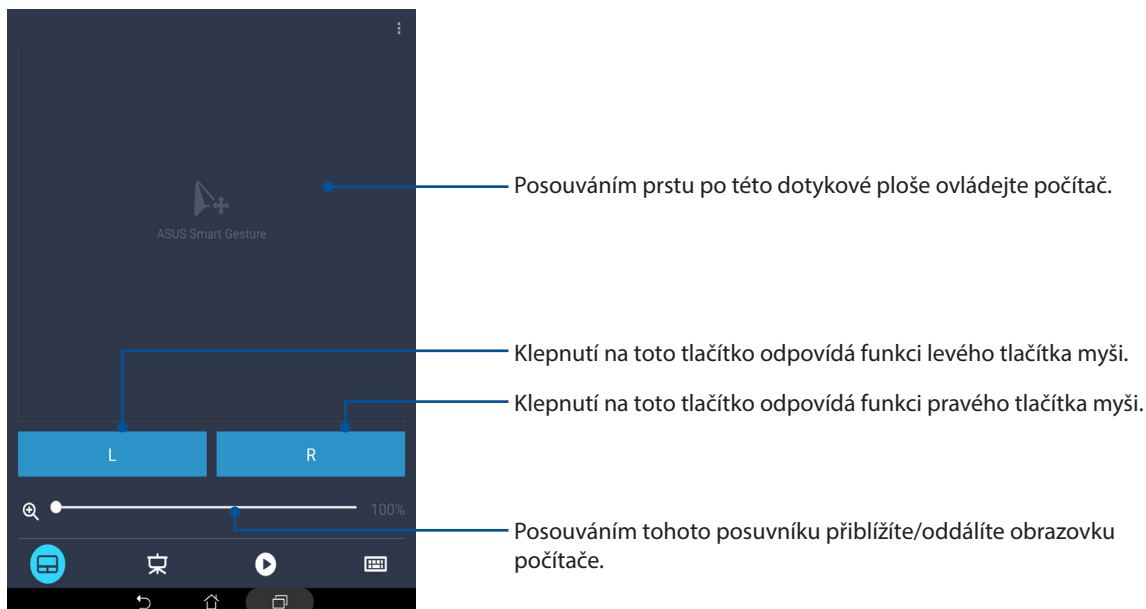 Posouváním prstu po této dotykové ploše ovládejte počítač.
ASUS Smart Gesture
Klepnutí na toto tlačítko odpovídá funkci levého tlačítka myši.
Klepnutí na toto tlačítko odpovídá funkci pravého tlačítka myši.
L
R
100%
Posouváním tohoto posuvníku přiblížíte/oddálíte obrazovku
počítače.